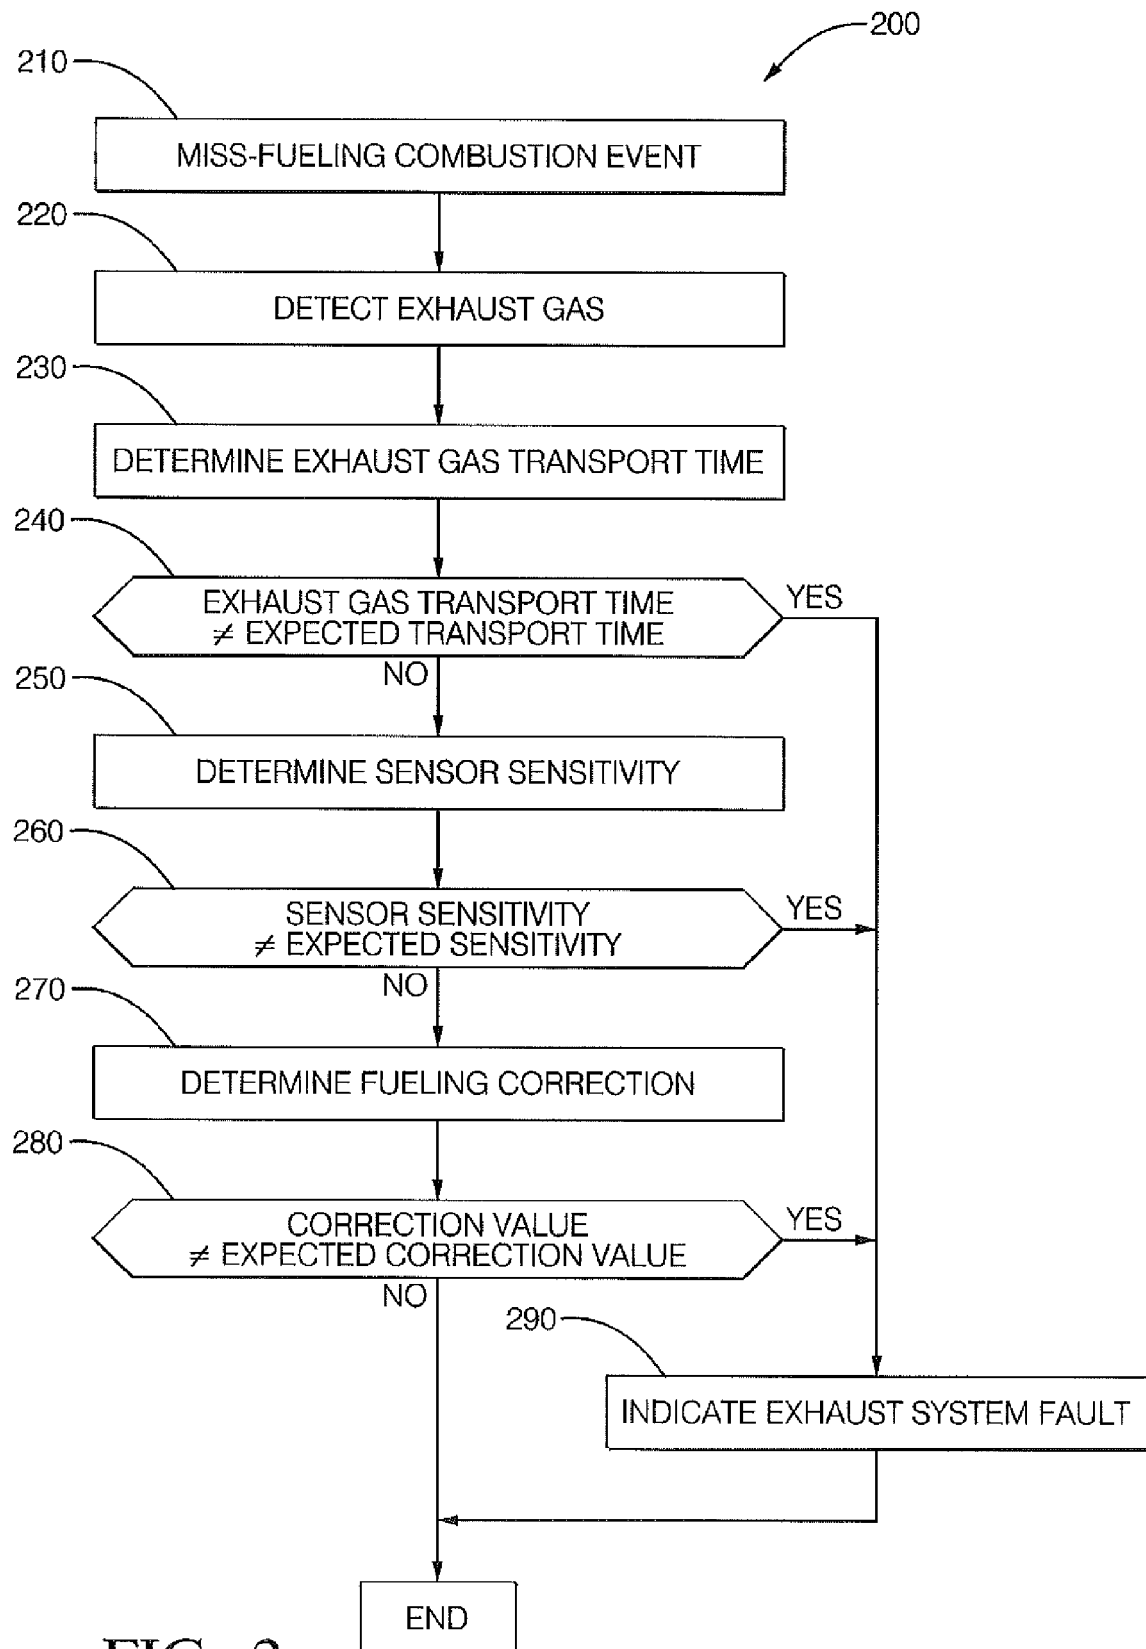 200
210
MISS-FUELING COMBUSTION EVENT
220
DETECT EXHAUST GAS
230
DETERMINE EXHAUST GAS TRANSPORT TIME
240
EXHAUST GAS TRANSPORT TIME
≠ EXPECTED TRANSPORT TIME
YES
NO
250
DETERMINE SENSOR SENSITIVITY
260
SENSOR SENSITIVITY
≠ EXPECTED SENSITIVITY
YES
NO
270
DETERMINE FUELING CORRECTION
280
CORRECTION VALUE
≠ EXPECTED CORRECTION VALUE
YES
NO
290
INDICATE EXHAUST SYSTEM FAULT
END
FIG.